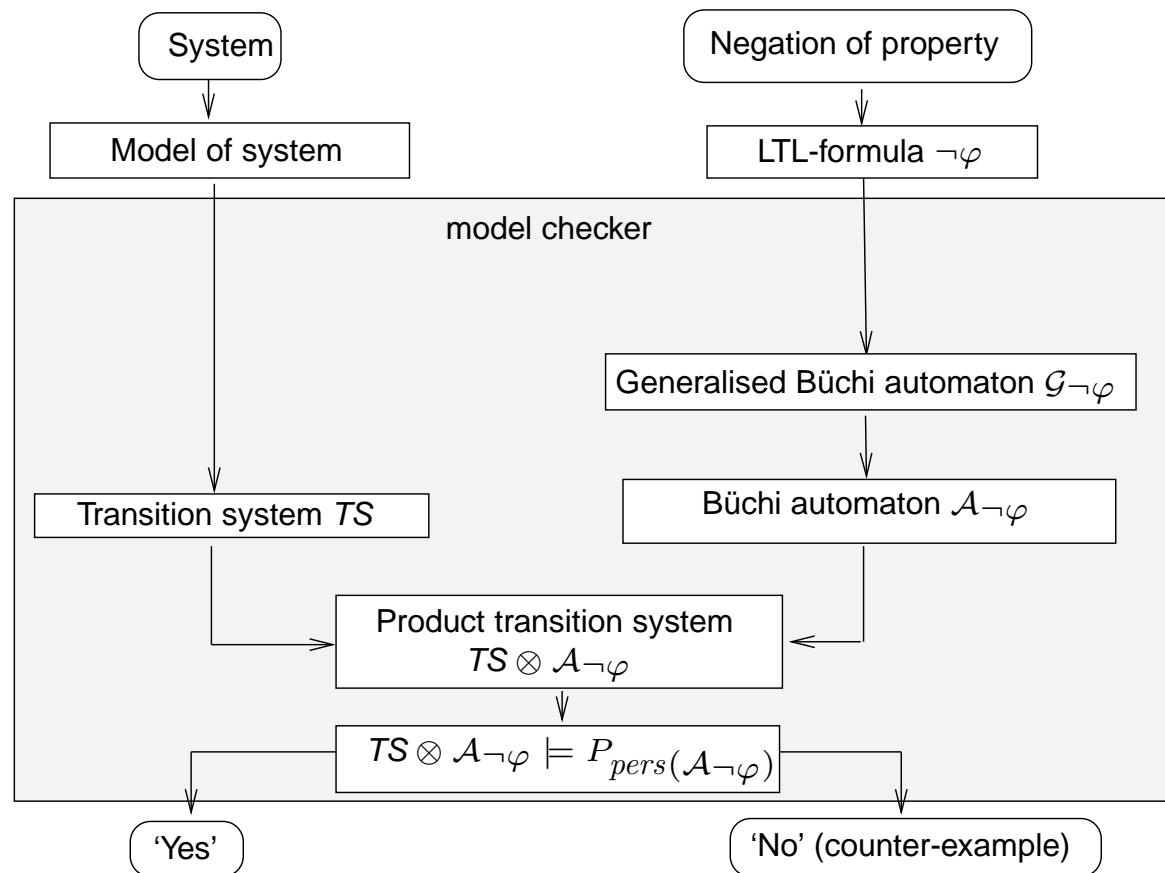 System
Negation of property
Model of system
LTL-formula ¬φ
model checker
Generalised Büchi automaton 𝒢¬φ
Transition system TS
Büchi automaton 𝒜¬φ
Product transition system
TS ⊗ 𝒜¬φ
TS ⊗ 𝒜¬φ ⊨ P_pers(𝒜¬φ)
‘Yes’
‘No’ (counter-example)